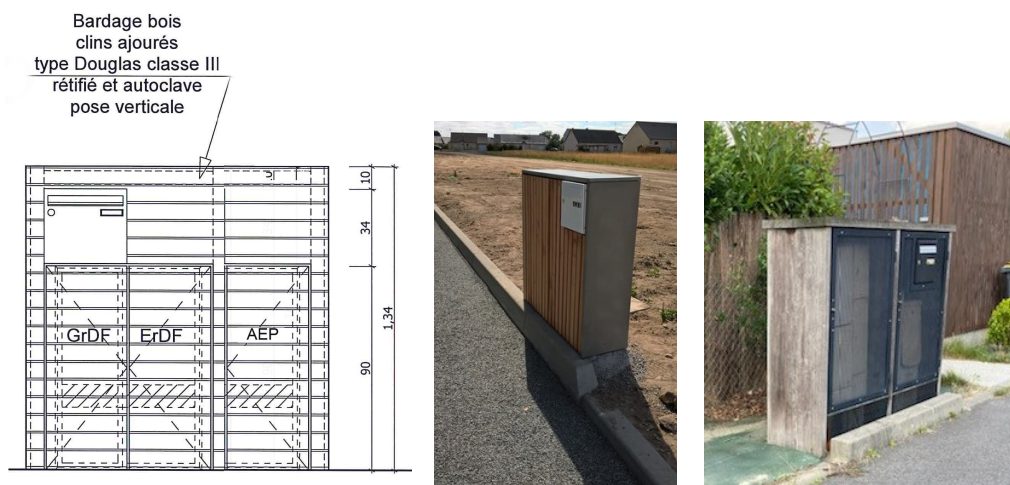 Bardage bois
clins ajourés
type Douglas classe III
rétifié et autoclave
pose verticale
10
34
1,34
90
GrDF ErDF AEP